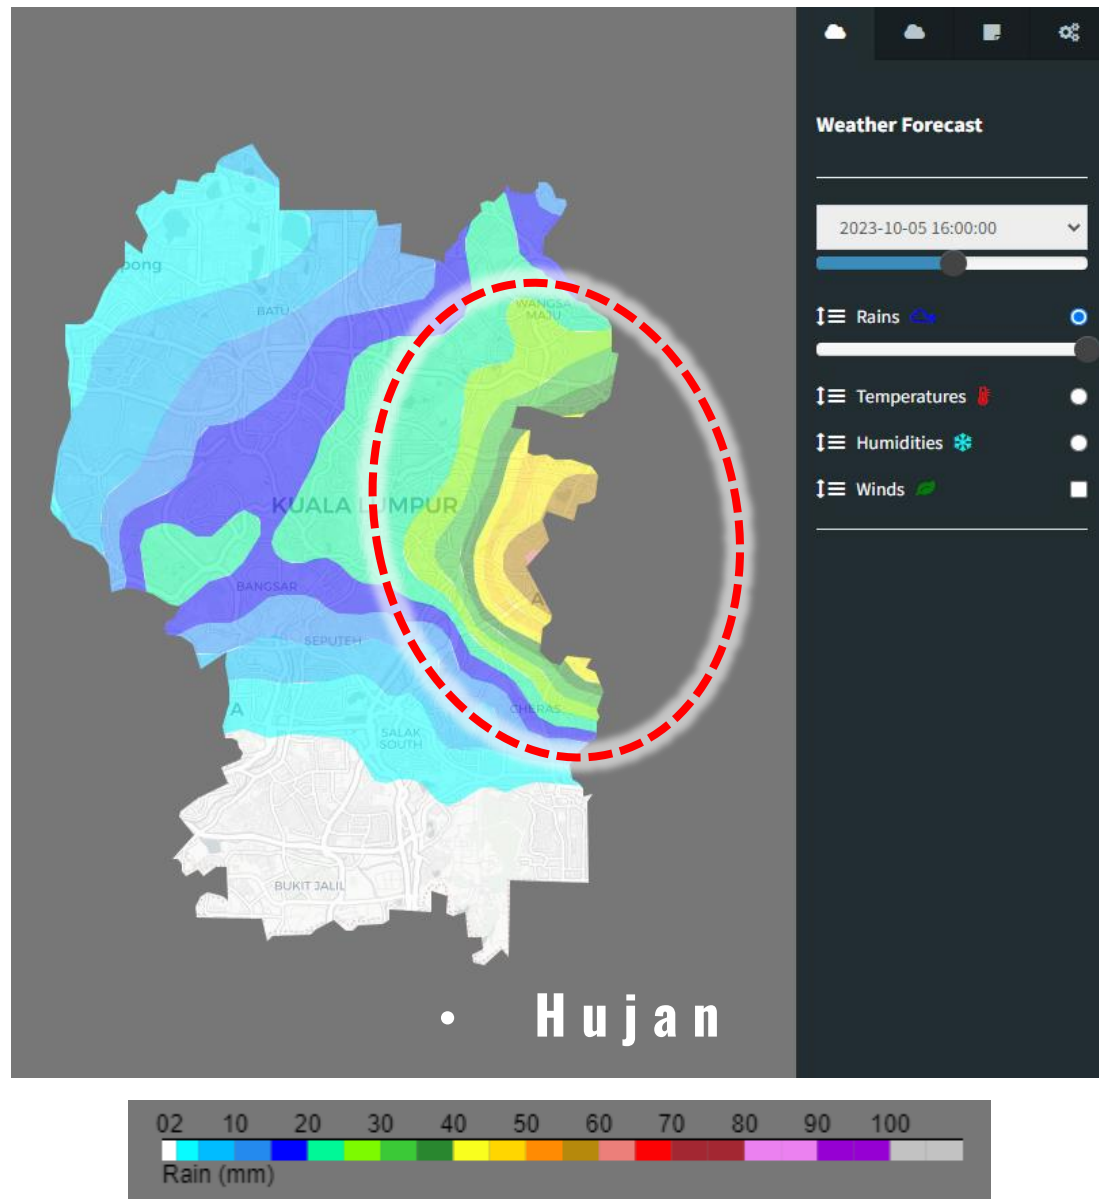 Weather Forecast
2023-10-05 16:00:00
Rains
Temperatures
Humidities
Winds
pong
BATU
WANGSA
MAJU
KUALA LUMPUR
BANGSAR
SEPUTEH
A
A
CHERAS
SALAK
SOUTH
BUKIT JALIL
• Hujan
02 10 20 30 40 50 60 70 80 90 100
Rain (mm)